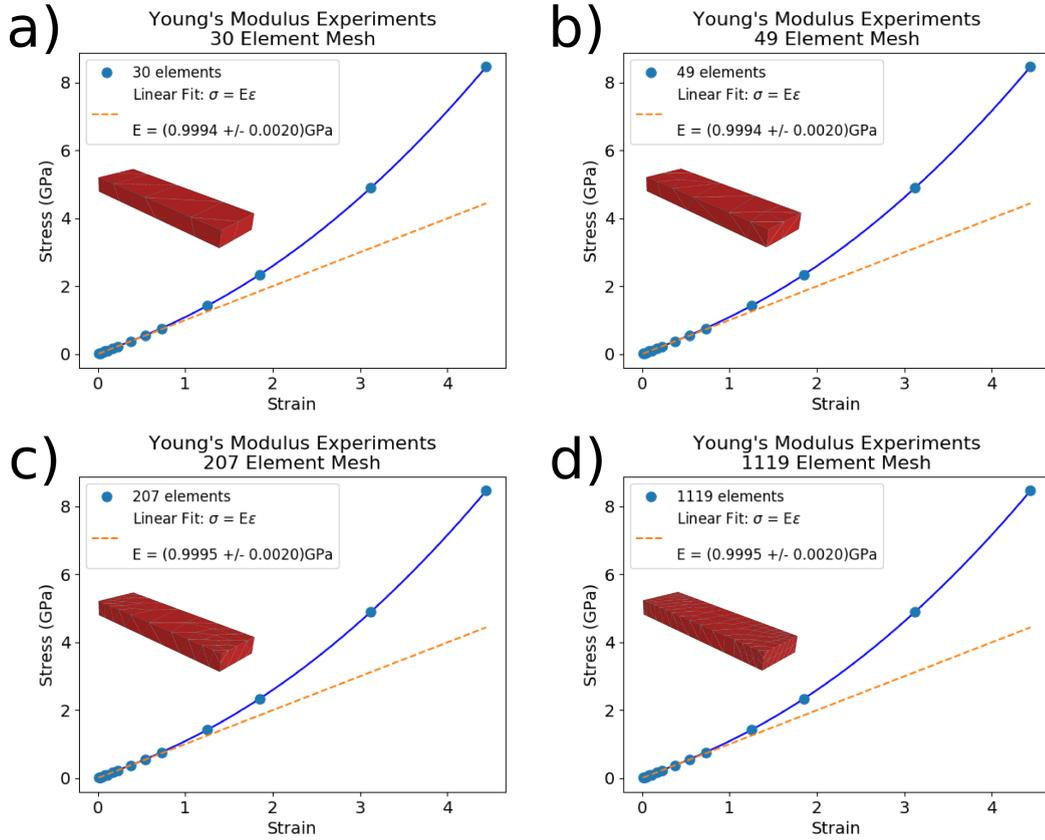 a)
Young's Modulus Experiments
30 Element Mesh
30 elements
Linear Fit: σ = Eε
E = (0.9994 +/- 0.0020)GPa
Stress (GPa)
8
6
4
2
0
0 1 2 3 4
Strain
b)
Young's Modulus Experiments
49 Element Mesh
49 elements
Linear Fit: σ = Eε
E = (0.9994 +/- 0.0020)GPa
Stress (GPa)
8
6
4
2
0
0 1 2 3 4
Strain
c)
Young's Modulus Experiments
207 Element Mesh
207 elements
Linear Fit: σ = Eε
E = (0.9995 +/- 0.0020)GPa
Stress (GPa)
8
6
4
2
0
0 1 2 3 4
Strain
d)
Young's Modulus Experiments
1119 Element Mesh
1119 elements
Linear Fit: σ = Eε
E = (0.9995 +/- 0.0020)GPa
Stress (GPa)
8
6
4
2
0
0 1 2 3 4
Strain